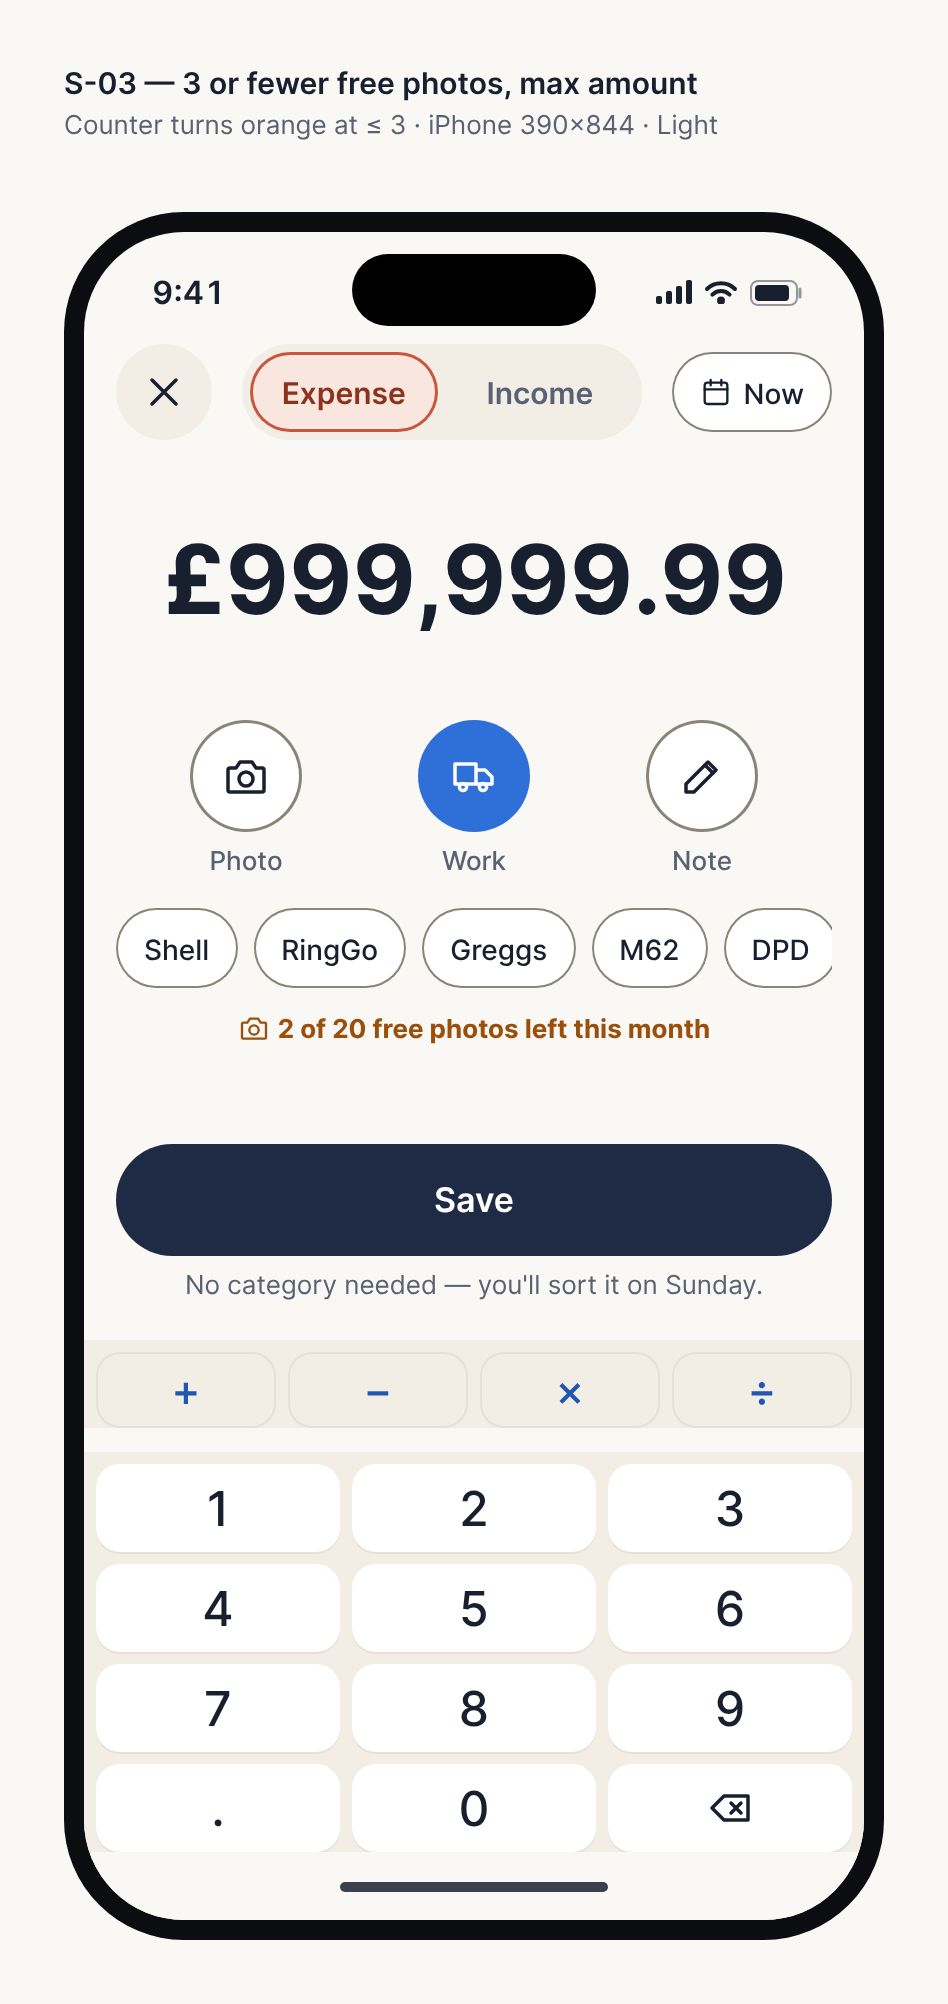 S-03 — 3 or fewer free photos, max amount
Counter turns orange at ≤ 3 · iPhone 390×844 · Light
9:41
Expense Income Now
£999,999.99
Photo Work Note
Shell RingGo Greggs M62 DPD
2 of 20 free photos left this month
Save
No category needed — you'll sort it on Sunday.
+ − × ÷
1 2 3
4 5 6
7 8 9
. 0